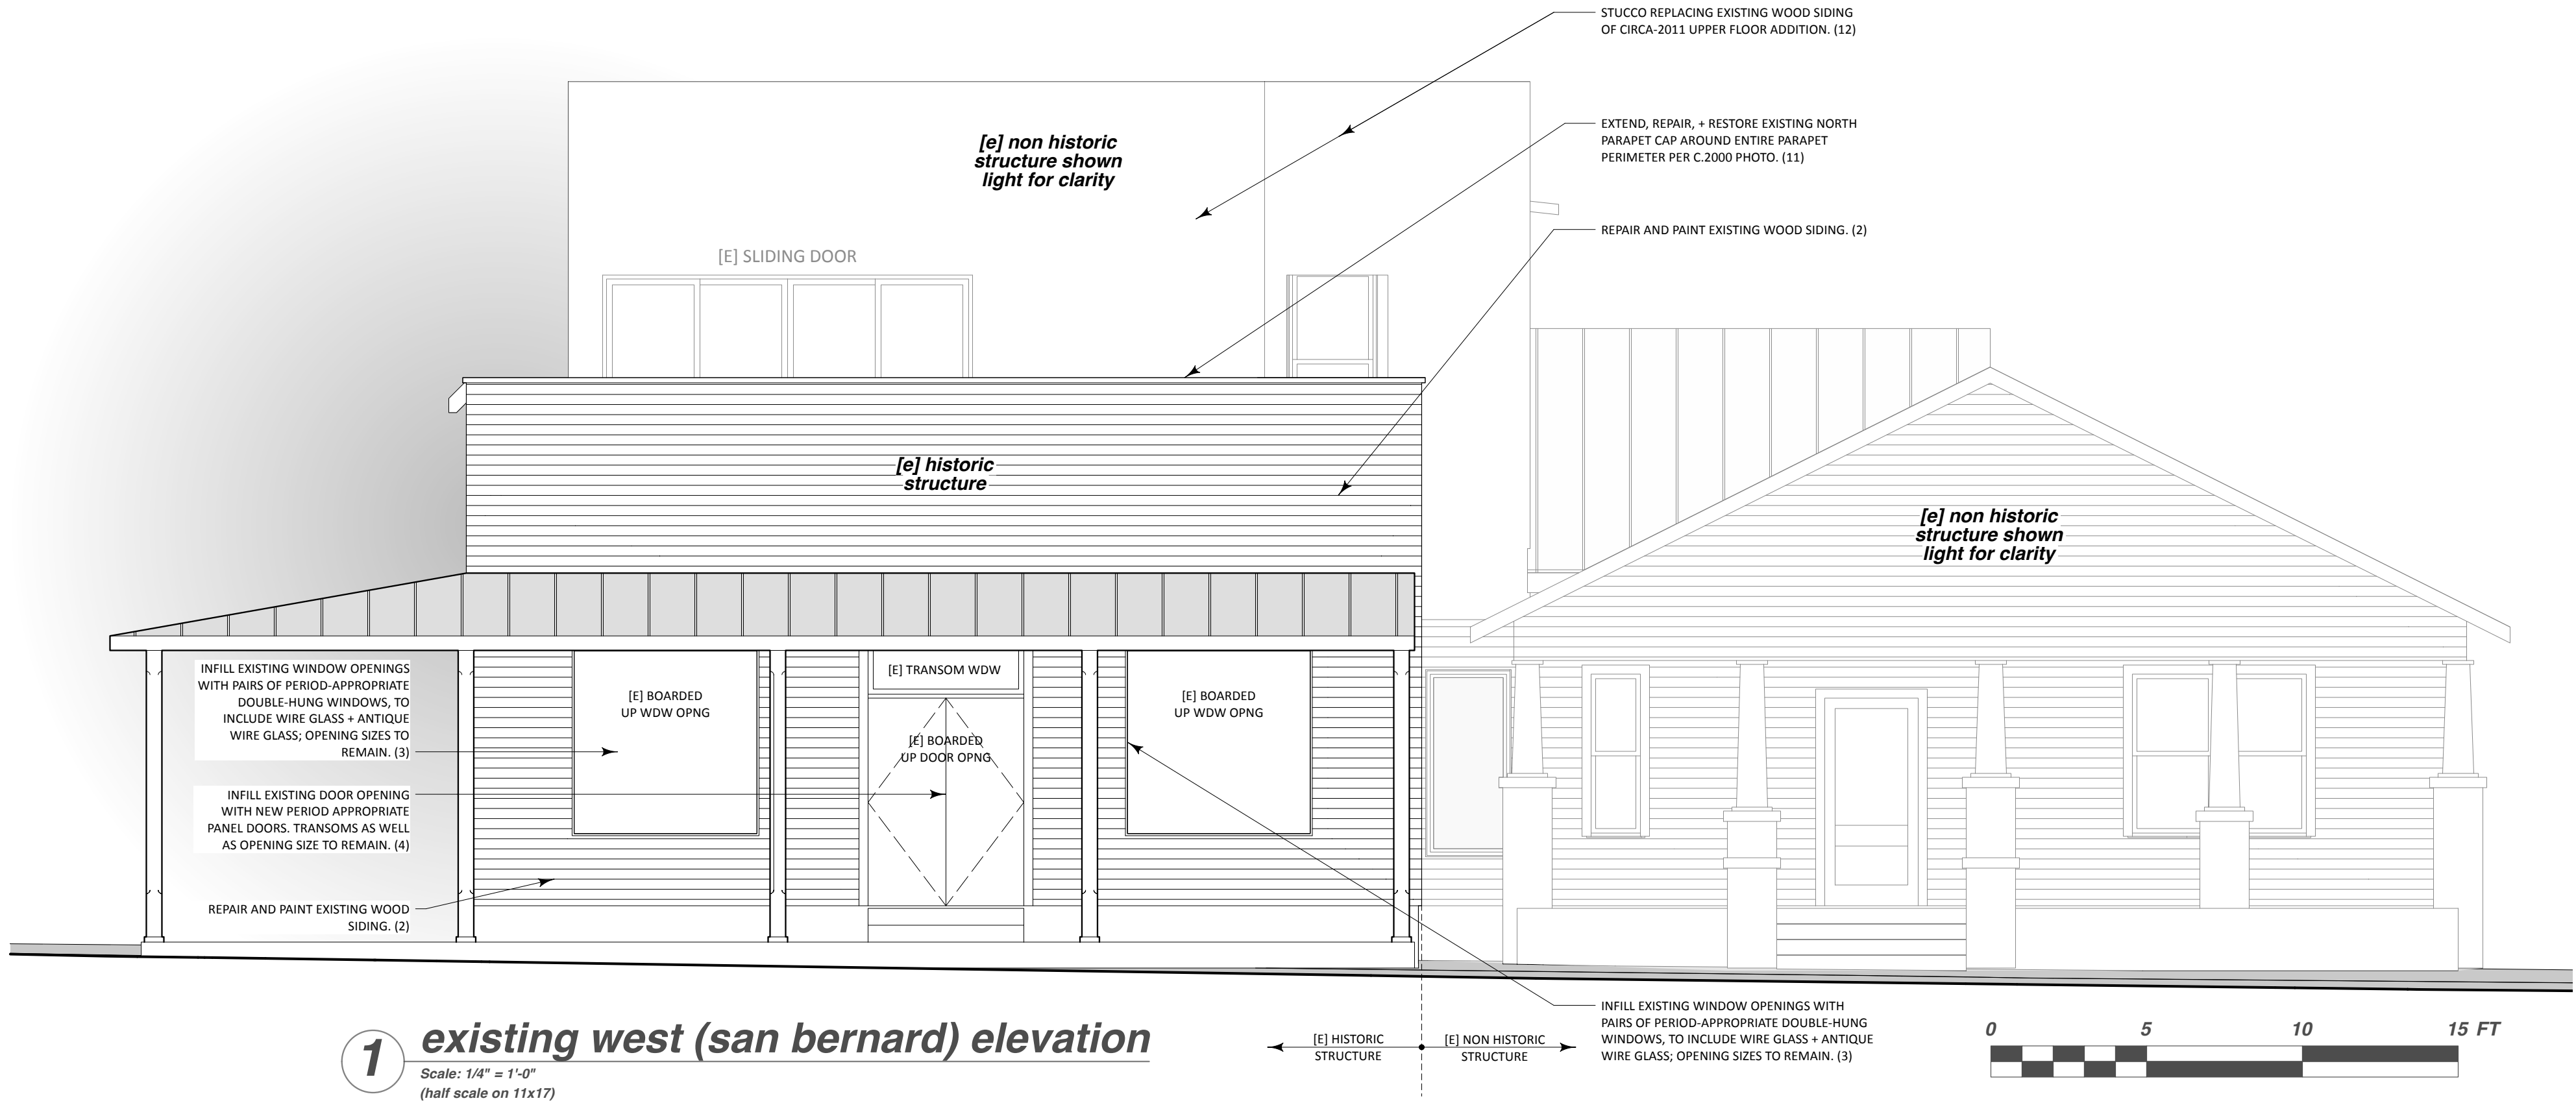 STUCCO REPLACING EXISTING WOOD SIDING
OF CIRCA-2011 UPPER FLOOR ADDITION. (12)
EXTEND, REPAIR, + RESTORE EXISTING NORTH
PARAPET CAP AROUND ENTIRE PARAPET
PERIMETER PER C.2000 PHOTO. (11)
REPAIR AND PAINT EXISTING WOOD SIDING. (2)
[e] non historic
structure shown
light for clarity
[E] SLIDING DOOR
[e] historic
structure
[e] non historic
structure shown
light for clarity
INFILL EXISTING WINDOW OPENINGS
WITH PAIRS OF PERIOD-APPROPRIATE
DOUBLE-HUNG WINDOWS, TO
INCLUDE WIRE GLASS + ANTIQUE
WIRE GLASS; OPENING SIZES TO
REMAIN. (3)
[E] BOARDED
UP WDW OPNG
[E] TRANSOM WDW
[E] BOARDED
UP DOOR OPNG
[E] BOARDED
UP WDW OPNG
INFILL EXISTING DOOR OPENING
WITH NEW PERIOD APPROPRIATE
PANEL DOORS. TRANSOMS AS WELL
AS OPENING SIZE TO REMAIN. (4)
REPAIR AND PAINT EXISTING WOOD
SIDING. (2)
1
existing west (san bernard) elevation
Scale: 1/4" = 1'-0"
(half scale on 11x17)
[E] HISTORIC
STRUCTURE
[E] NON HISTORIC
STRUCTURE
INFILL EXISTING WINDOW OPENINGS WITH
PAIRS OF PERIOD-APPROPRIATE DOUBLE-HUNG
WINDOWS, TO INCLUDE WIRE GLASS + ANTIQUE
WIRE GLASS; OPENING SIZES TO REMAIN. (3)
0 5 10 15 FT